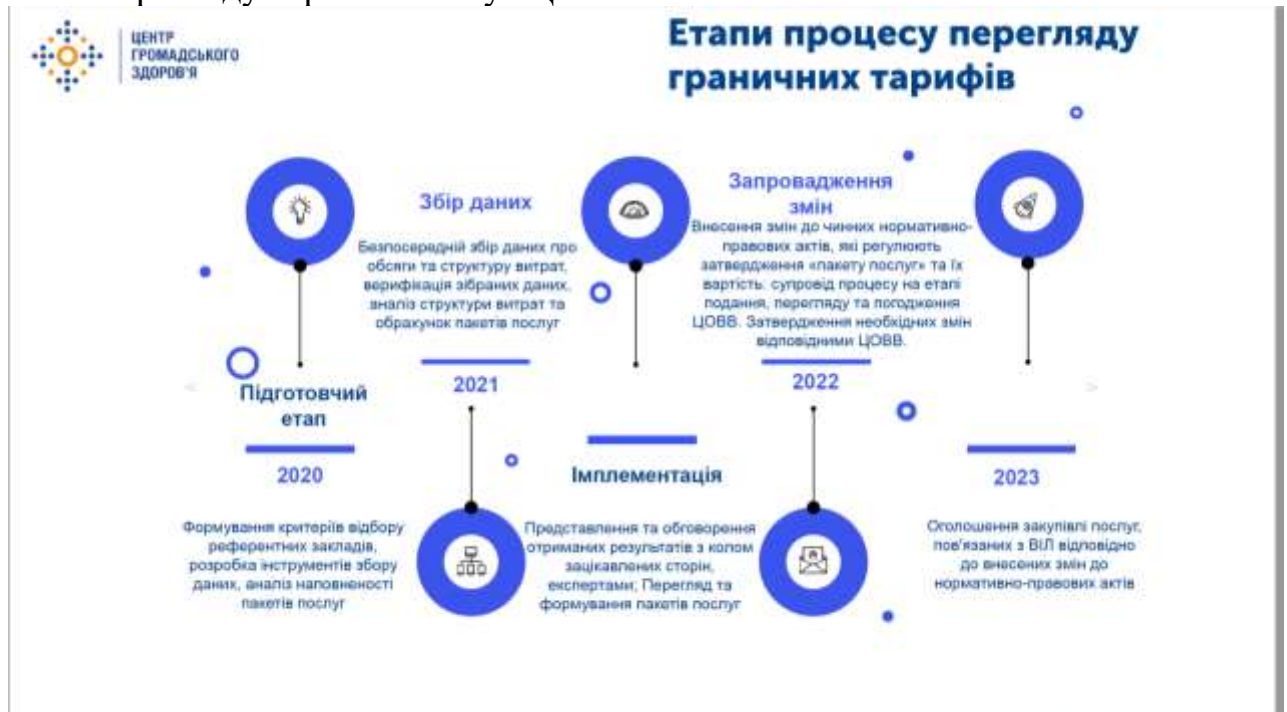 ЦЕНТР
ГРОМАДСЬКОГО
ЗДОРОВ'Я
Етапи процесу перегляду
граничних тарифів
Підготовчий
етап
2020
Формування критеріїв відбору
референтних закладів,
розробка інструментів збору
даних, аналіз наповненості
пакетів послуг
Збір даних
Безпосередній збір даних про
обсяги та структуру витрат,
верифікація зібраних даних,
аналіз структури витрат та
обрахунок пакетів послуг
2021
Імплементація
Представлення та обговорення
отриманих результатів з колом
зацікавлених сторін,
експертами; Перегляд та
формування пакетів послуг
Запровадження
змін
Внесення змін до чинних нормативно-
правових актів, які регулюють
затвердження «пакету послуг» та їх
вартість: супровід процесу на етапі
подання, перегляду та погодження
ЦОВВ. Затвердження необхідних змін
відповідними ЦОВВ.
2022
2023
Оголошення закупівлі послуг,
пов'язаних з ВІЛ відповідно
до внесених змін до
нормативно-правових актів